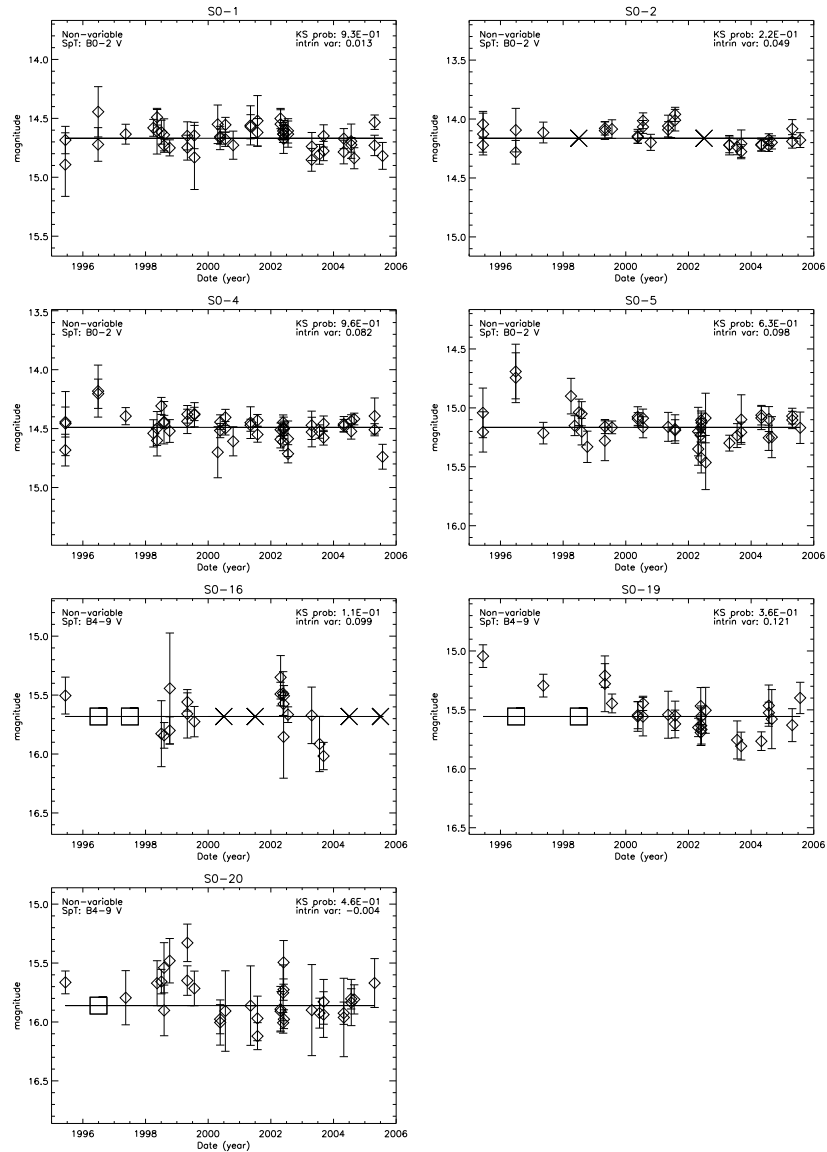 S0-1
Non-variable
SpT: B0-2 V
KS prob: 9.3E-01
intrin var: 0.013
14.0
14.5
15.0
15.5
magnitude
1996 1998 2000 2002 2004 2006
Date (year)
S0-2
Non-variable
SpT: B0-2 V
KS prob: 2.2E-01
intrin var: 0.049
13.5
14.0
14.5
15.0
magnitude
1996 1998 2000 2002 2004 2006
Date (year)
S0-4
Non-variable
SpT: B0-2 V
KS prob: 9.6E-01
intrin var: 0.082
13.5
14.0
14.5
15.0
magnitude
1996 1998 2000 2002 2004 2006
Date (year)
S0-5
Non-variable
SpT: B0-2 V
KS prob: 6.3E-01
intrin var: 0.098
14.5
15.0
15.5
16.0
magnitude
1996 1998 2000 2002 2004 2006
Date (year)
S0-16
Non-variable
SpT: B4-9 V
KS prob: 1.1E-01
intrin var: 0.099
15.0
15.5
16.0
16.5
magnitude
1996 1998 2000 2002 2004 2006
Date (year)
S0-19
Non-variable
SpT: B4-9 V
KS prob: 3.6E-01
intrin var: 0.121
15.0
15.5
16.0
16.5
magnitude
1996 1998 2000 2002 2004 2006
Date (year)
S0-20
Non-variable
SpT: B4-9 V
KS prob: 4.6E-01
intrin var: -0.004
15.0
15.5
16.0
16.5
magnitude
1996 1998 2000 2002 2004 2006
Date (year)